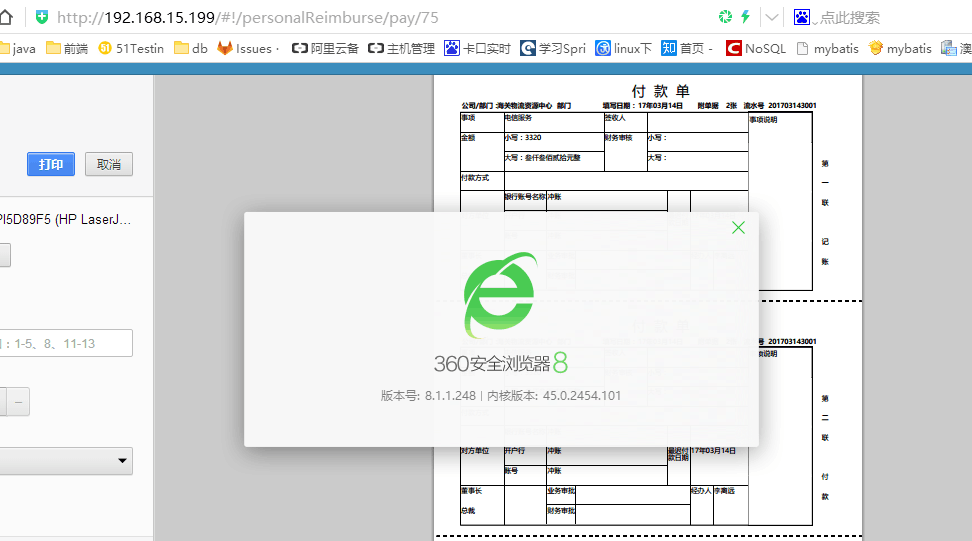 http://192.168.15.199/#!/personalReimburse/pay/75
点此搜索
java 前端 51Testin db Issues · 阿里云备 主机管理 卡口实时 学习Spri linux下 首页 - NoSQL mybatis mybatis 澳
付 款 单
公司/部门 :海关物流资源中心 部门 填写日期：17年03月14日 附单据 2张 流水号 201703143001
事项 电信服务 签收人 事项说明
金额 小写：3320 财务审核 小写：
大写：叁仟叁佰贰拾元整 大写：
付款方式
银行账号名称 冲账
第一联 记账
打印 取消
PI5D89F5 (HP LaserJ...
：1-5、8、11-13
360安全浏览器8
版本号: 8.1.1.248 | 内核版本: 45.0.2454.101
号 201703143001
项说明
对方单位 开户行 冲账 最迟付款日期 17年03月14日
账号 冲账
董事长 业务审批 经办人 李离远
总裁 财务审批
第二联 付款